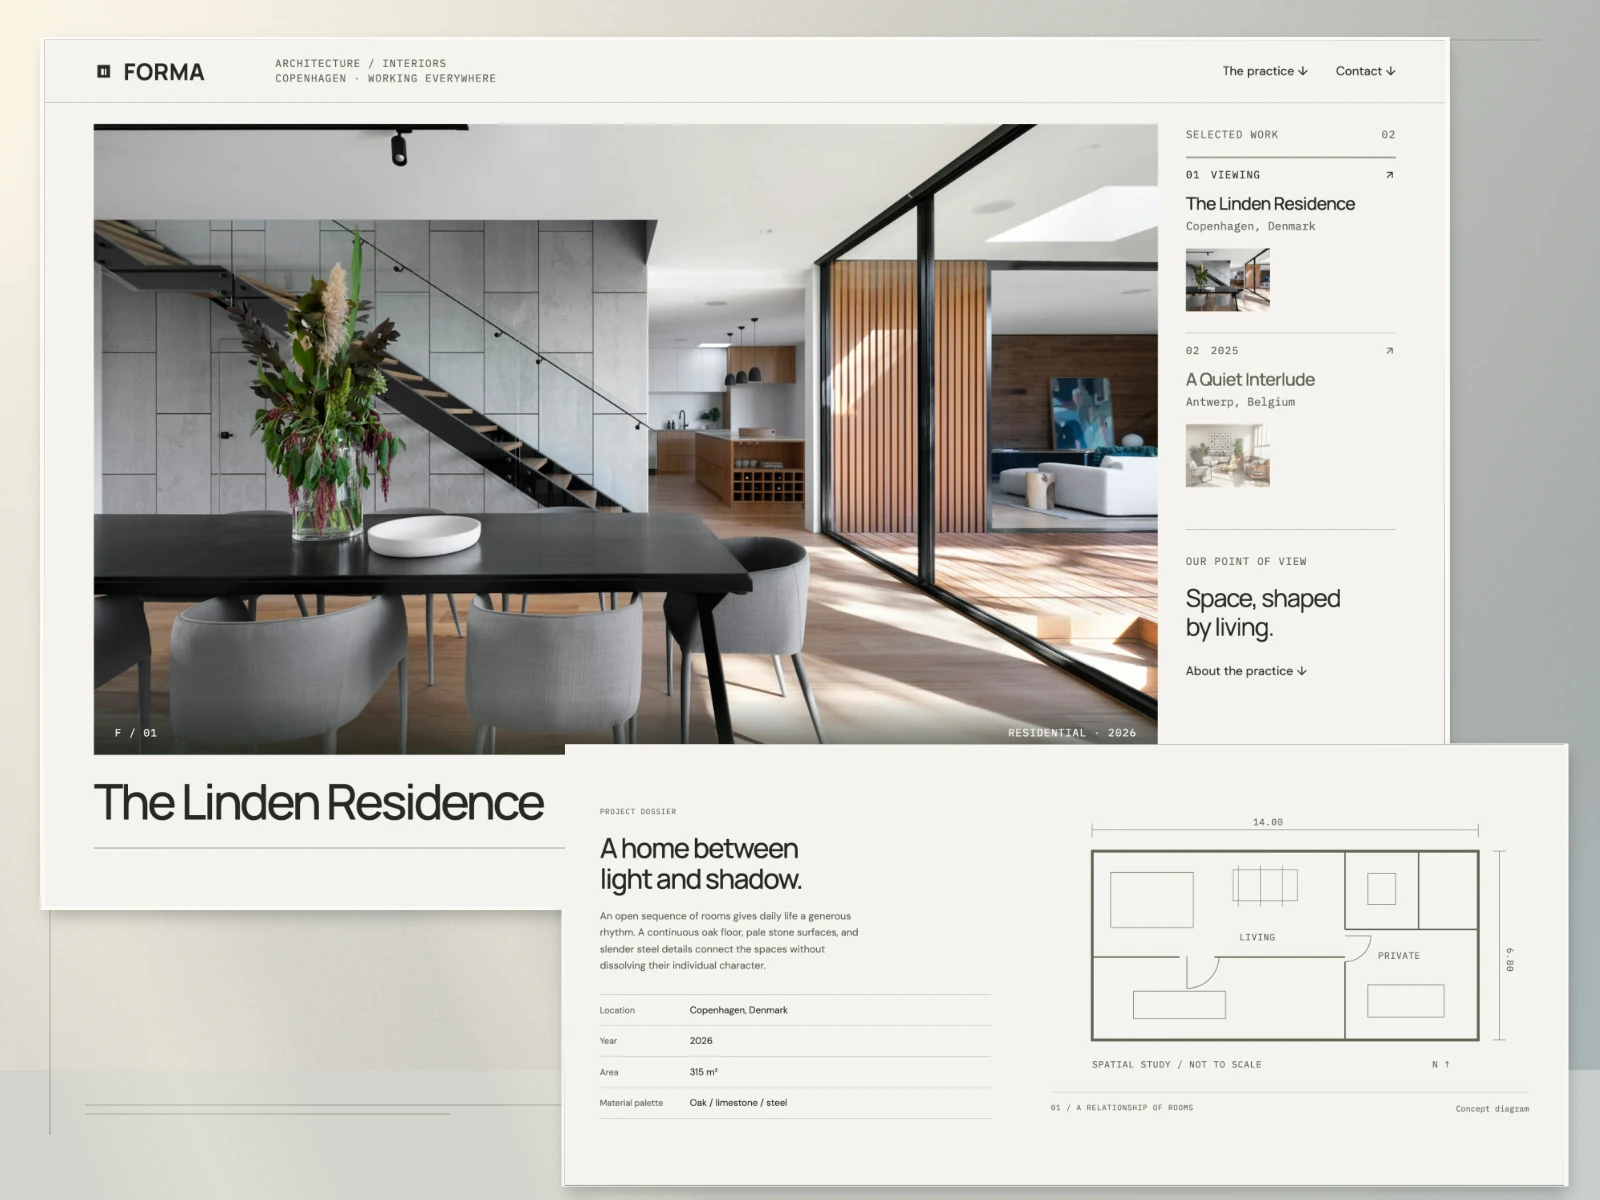 FORMA
ARCHITECTURE / INTERIORS
COPENHAGEN · WORKING EVERYWHERE
The practice ↓
Contact ↓
SELECTED WORK 02
01 VIEWING ↗
The Linden Residence
Copenhagen, Denmark
02 2025 ↗
A Quiet Interlude
Antwerp, Belgium
OUR POINT OF VIEW
Space, shaped
by living.
About the practice ↓
F / 01
RESIDENTIAL · 2026
The Linden Residence
PROJECT DOSSIER
A home between
light and shadow.
An open sequence of rooms gives daily life a generous
rhythm. A continuous oak floor, pale stone surfaces, and
slender steel details connect the spaces without
dissolving their individual character.
Location Copenhagen, Denmark
Year 2026
Area 315 m²
Material palette Oak / limestone / steel
14.00
LIVING
PRIVATE
6.80
SPATIAL STUDY / NOT TO SCALE
N ↑
01 / A RELATIONSHIP OF ROOMS
Concept diagram